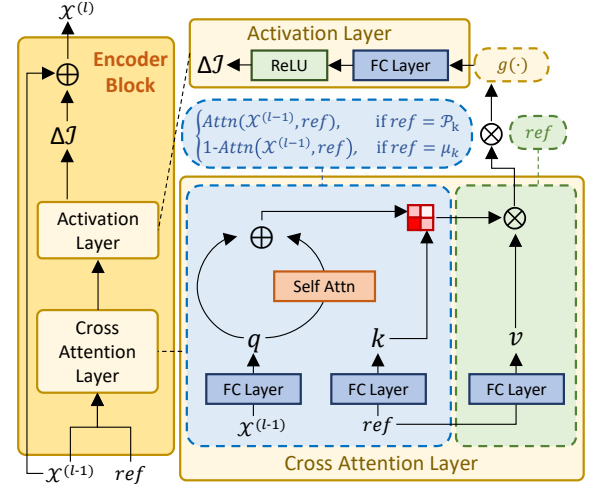 𝒳^(l)
Encoder
Block
Δℐ
Activation
Layer
Cross
Attention
Layer
𝒳^(l-1)
ref
Activation Layer
Δℐ
ReLU
FC Layer
g(·)
Attn(𝒳^(l-1), ref), if ref = 𝒫_k
1-Attn(𝒳^(l-1), ref), if ref = μ_k
ref
Self Attn
q
k
v
FC Layer
FC Layer
FC Layer
𝒳^(l-1)
ref
Cross Attention Layer